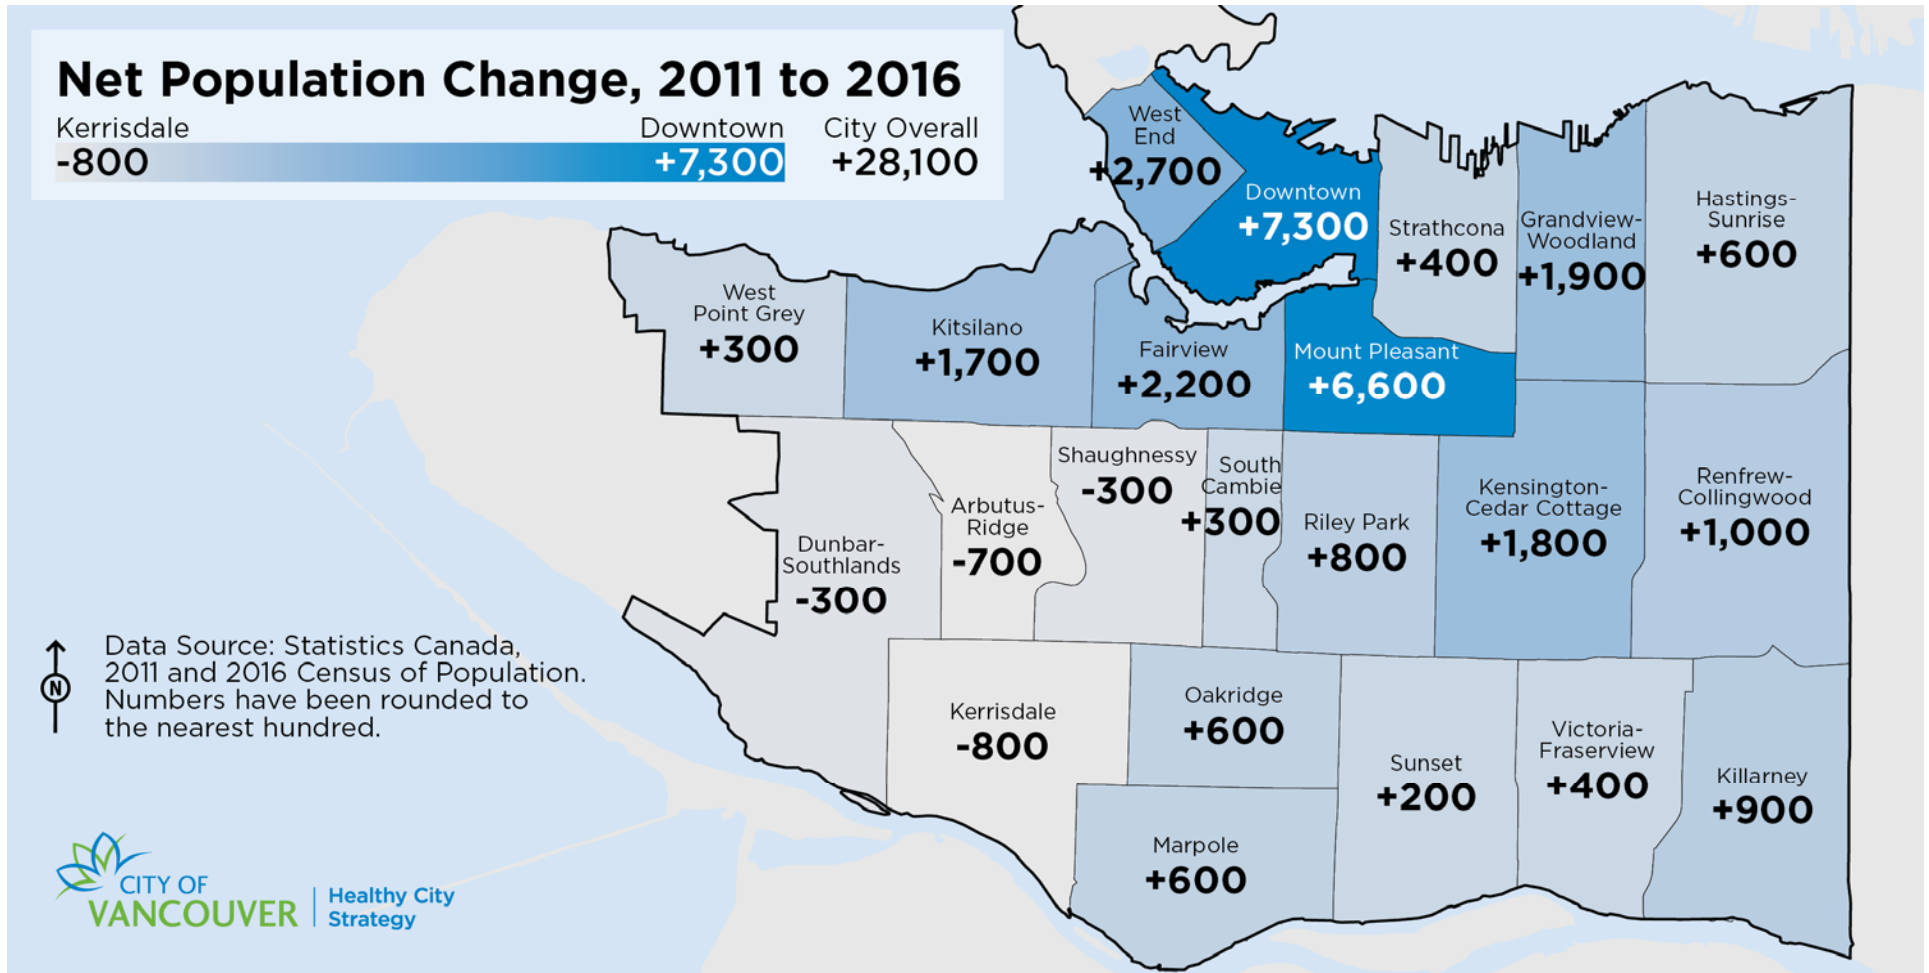 Net Population Change, 2011 to 2016
Kerrisdale
Downtown
City Overall
-800
+7,300
+28,100
West
End
+2,700
Downtown
+7,300
Strathcona
+400
Grandview-
Woodland
+1,900
Hastings-
Sunrise
+600
West
Point Grey
+300
Kitsilano
+1,700
Fairview
+2,200
Mount Pleasant
+6,600
Dunbar-
Southlands
-300
Arbutus-
Ridge
-700
Shaughnessy
-300
South
Cambie
+300
Riley Park
+800
Kensington-
Cedar Cottage
+1,800
Renfrew-
Collingwood
+1,000
Kerrisdale
-800
Oakridge
+600
Marpole
+600
Sunset
+200
Victoria-
Fraserview
+400
Killarney
+900
N
Data Source: Statistics Canada,
2011 and 2016 Census of Population.
Numbers have been rounded to
the nearest hundred.
CITY OF
VANCOUVER
Healthy City
Strategy